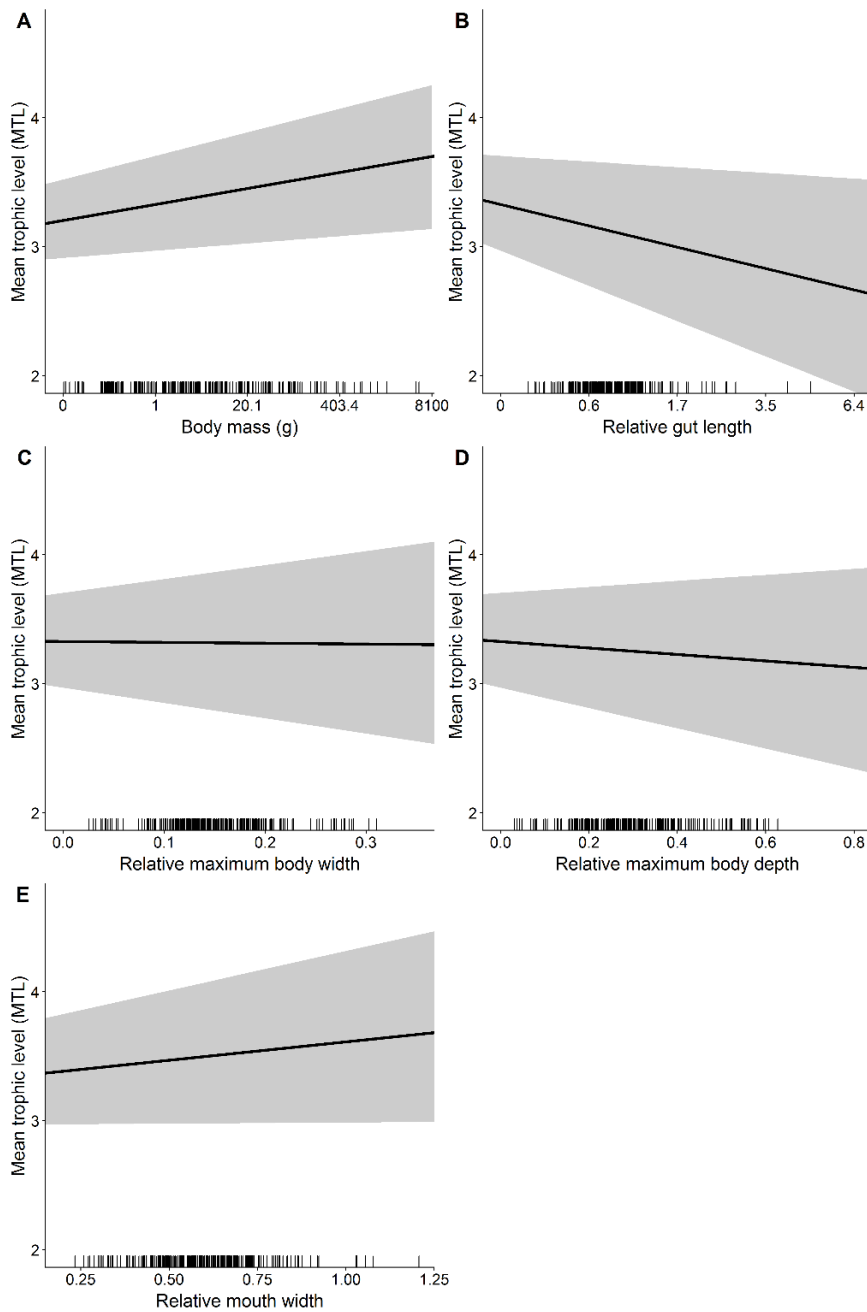 A
Mean trophic level (MTL)
4
3
2
0 1 20.1 403.4 8100
Body mass (g)
B
Mean trophic level (MTL)
4
3
2
0 0.6 1.7 3.5 6.4
Relative gut length
C
Mean trophic level (MTL)
4
3
2
0.0 0.1 0.2 0.3
Relative maximum body width
D
Mean trophic level (MTL)
4
3
2
0.0 0.2 0.4 0.6 0.8
Relative maximum body depth
E
Mean trophic level (MTL)
4
3
2
0.25 0.50 0.75 1.00 1.25
Relative mouth width